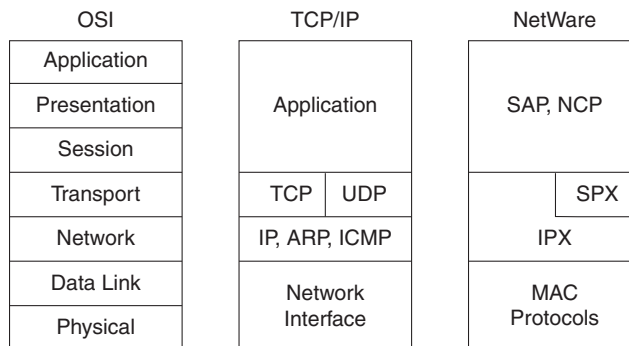 OSI
TCP/IP
NetWare
Application
Presentation
Session
Transport
Network
Data Link
Physical
Application
TCP
UDP
IP, ARP, ICMP
Network
Interface
SAP, NCP
SPX
IPX
MAC
Protocols